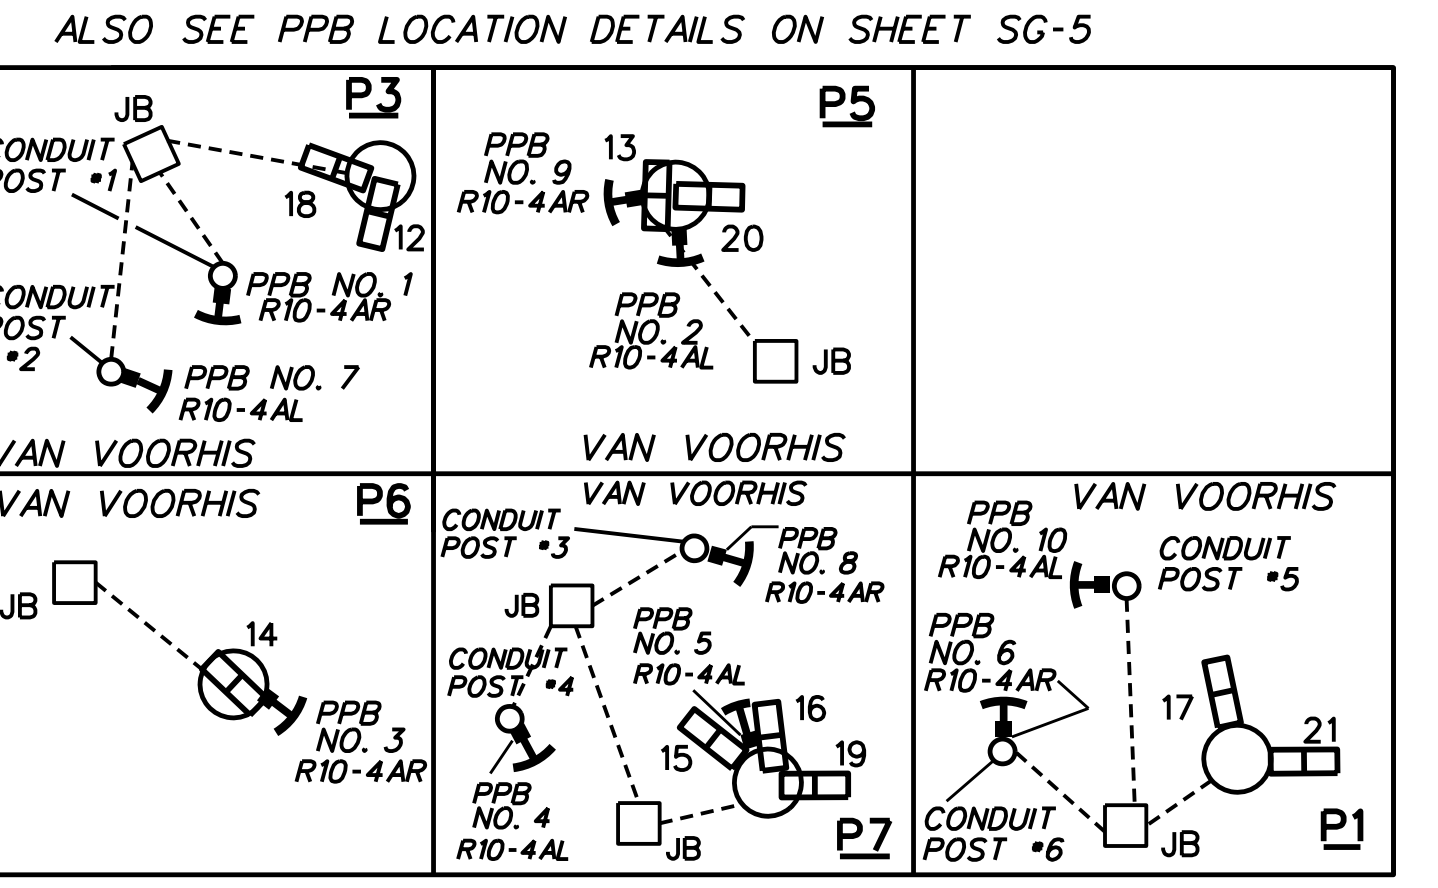 ALSO SEE PPB LOCATION DETAILS ON SHEET SG-5
P3
JB
CONDUIT
POST #1
18
12
PPB NO. 1
R10-4AR
CONDUIT
POST
#2
PPB NO. 7
R10-4AL
VAN VOORHIS
P5
PPB
NO. 9
R10-4AR
13
20
PPB
NO. 2
R10-4AL
JB
VAN VOORHIS
VAN VOORHIS
P6
JB
14
PPB
NO. 3
R10-4AR
VAN VOORHIS
CONDUIT
POST #3
PPB
NO. 8
R10-4AR
JB
PPB
NO. 5
R10-4AL
CONDUIT
POST #4
16
15
19
PPB
NO. 4
R10-4AL
JB
P7
VAN VOORHIS
PPB
NO. 10
R10-4AL
CONDUIT
POST #5
PPB
NO. 6
R10-4AR
17
21
CONDUIT
POST #6
JB
P1